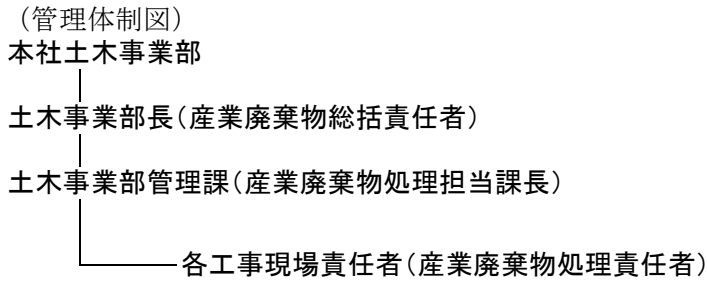 （管理体制図）
本社土木事業部
土木事業部長（産業廃棄物総括責任者）
土木事業部管理課（産業廃棄物処理担当課長）
各工事現場責任者（産業廃棄物処理責任者）